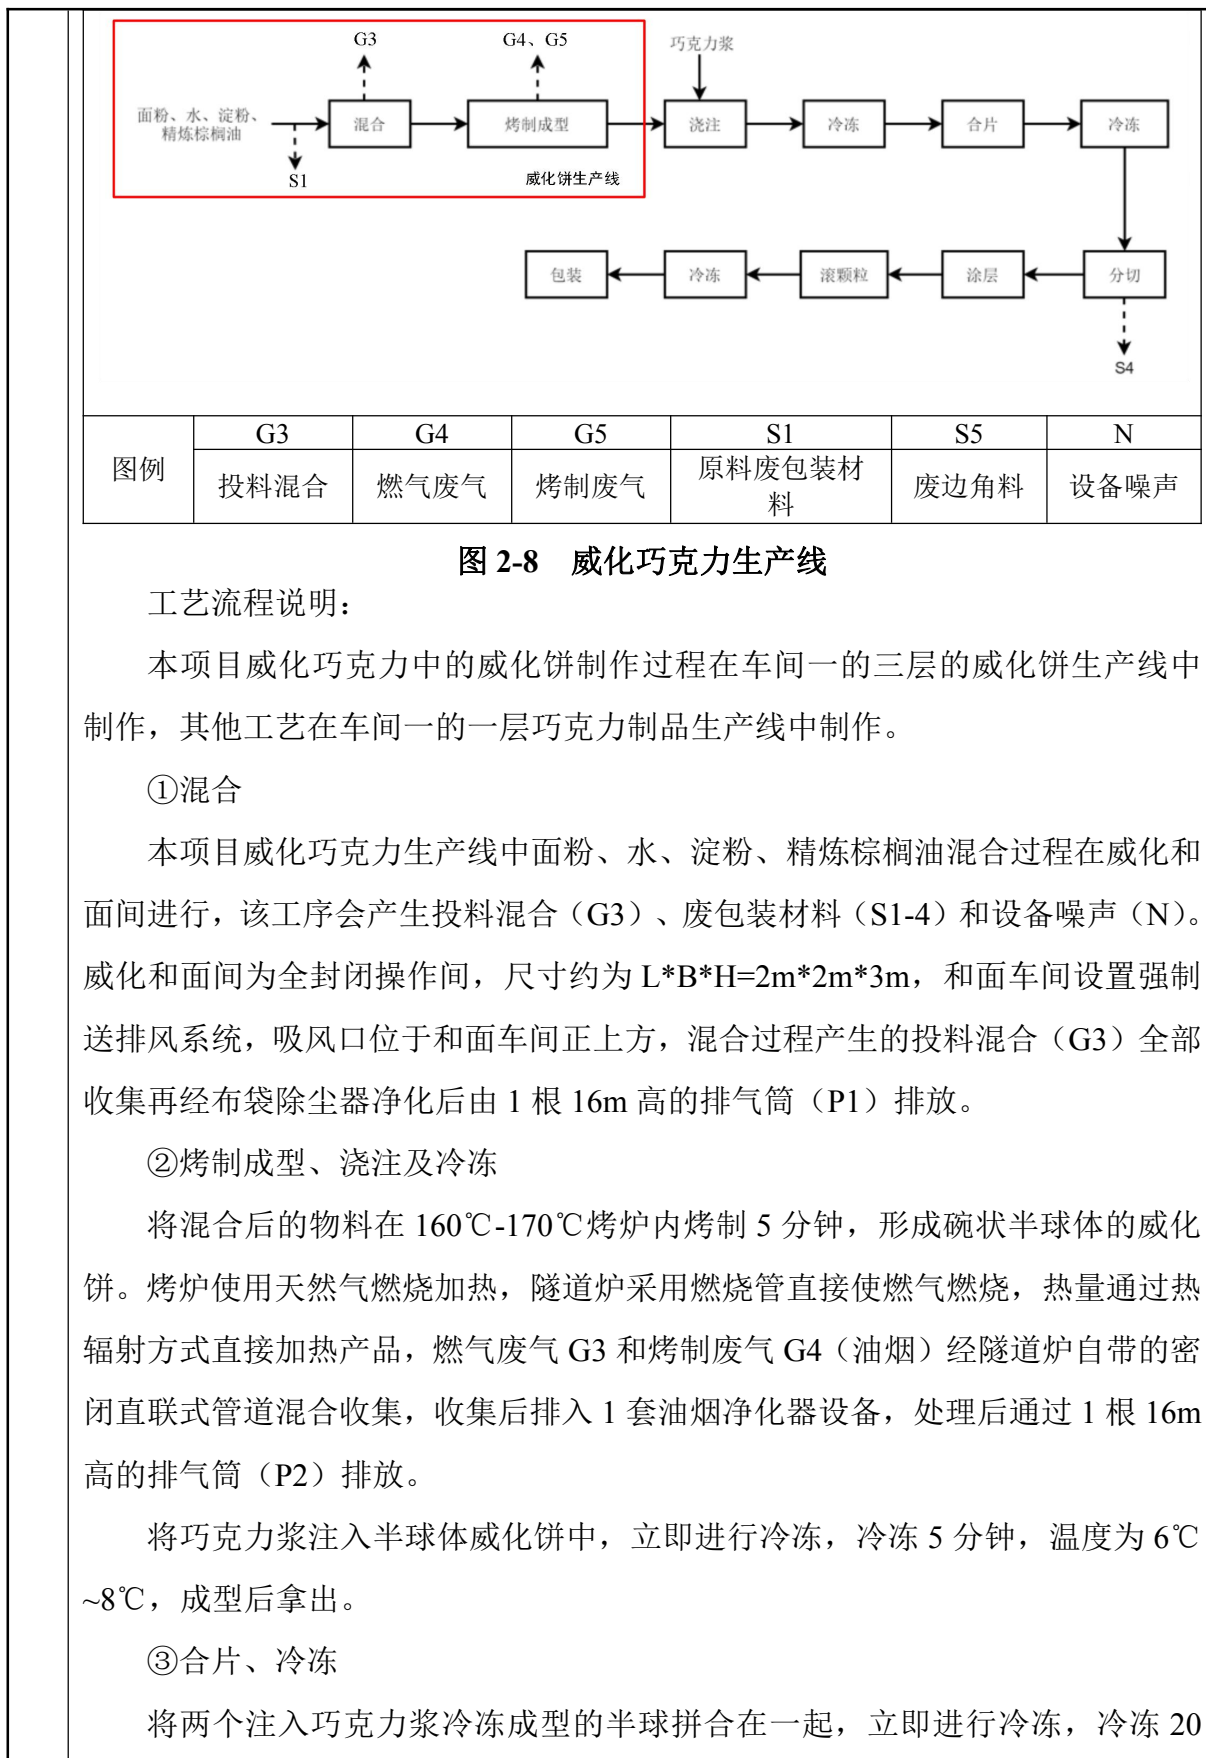 G3
G4、G5
巧克力浆
面粉、水、淀粉、
精炼棕榈油
混合
烤制成型
浇注
冷冻
合片
冷冻
S1
威化饼生产线
包装
冷冻
滚颗粒
涂层
分切
S4
图例
G3
G4
G5
S1
S5
N
投料混合
燃气废气
烤制废气
原料废包装材
料
废边角料
设备噪声
图 2-8 威化巧克力生产线
工艺流程说明：
本项目威化巧克力中的威化饼制作过程在车间一的三层的威化饼生产线中
制作，其他工艺在车间一的一层巧克力制品生产线中制作。
①混合
本项目威化巧克力生产线中面粉、水、淀粉、精炼棕榈油混合过程在威化和
面间进行，该工序会产生投料混合（G3）、废包装材料（S1-4）和设备噪声（N）。
威化和面间为全封闭操作间，尺寸约为 L*B*H=2m*2m*3m，和面车间设置强制
送排风系统，吸风口位于和面车间正上方，混合过程产生的投料混合（G3）全部
收集再经布袋除尘器净化后由 1 根 16m 高的排气筒（P1）排放。
②烤制成型、浇注及冷冻
将混合后的物料在 160℃-170℃烤炉内烤制 5 分钟，形成碗状半球体的威化
饼。烤炉使用天然气燃烧加热，隧道炉采用燃烧管直接使燃气燃烧，热量通过热
辐射方式直接加热产品，燃气废气 G3 和烤制废气 G4（油烟）经隧道炉自带的密
闭直联式管道混合收集，收集后排入 1 套油烟净化器设备，处理后通过 1 根 16m
高的排气筒（P2）排放。
将巧克力浆注入半球体威化饼中，立即进行冷冻，冷冻 5 分钟，温度为 6℃
~8℃，成型后拿出。
③合片、冷冻
将两个注入巧克力浆冷冻成型的半球拼合在一起，立即进行冷冻，冷冻 20